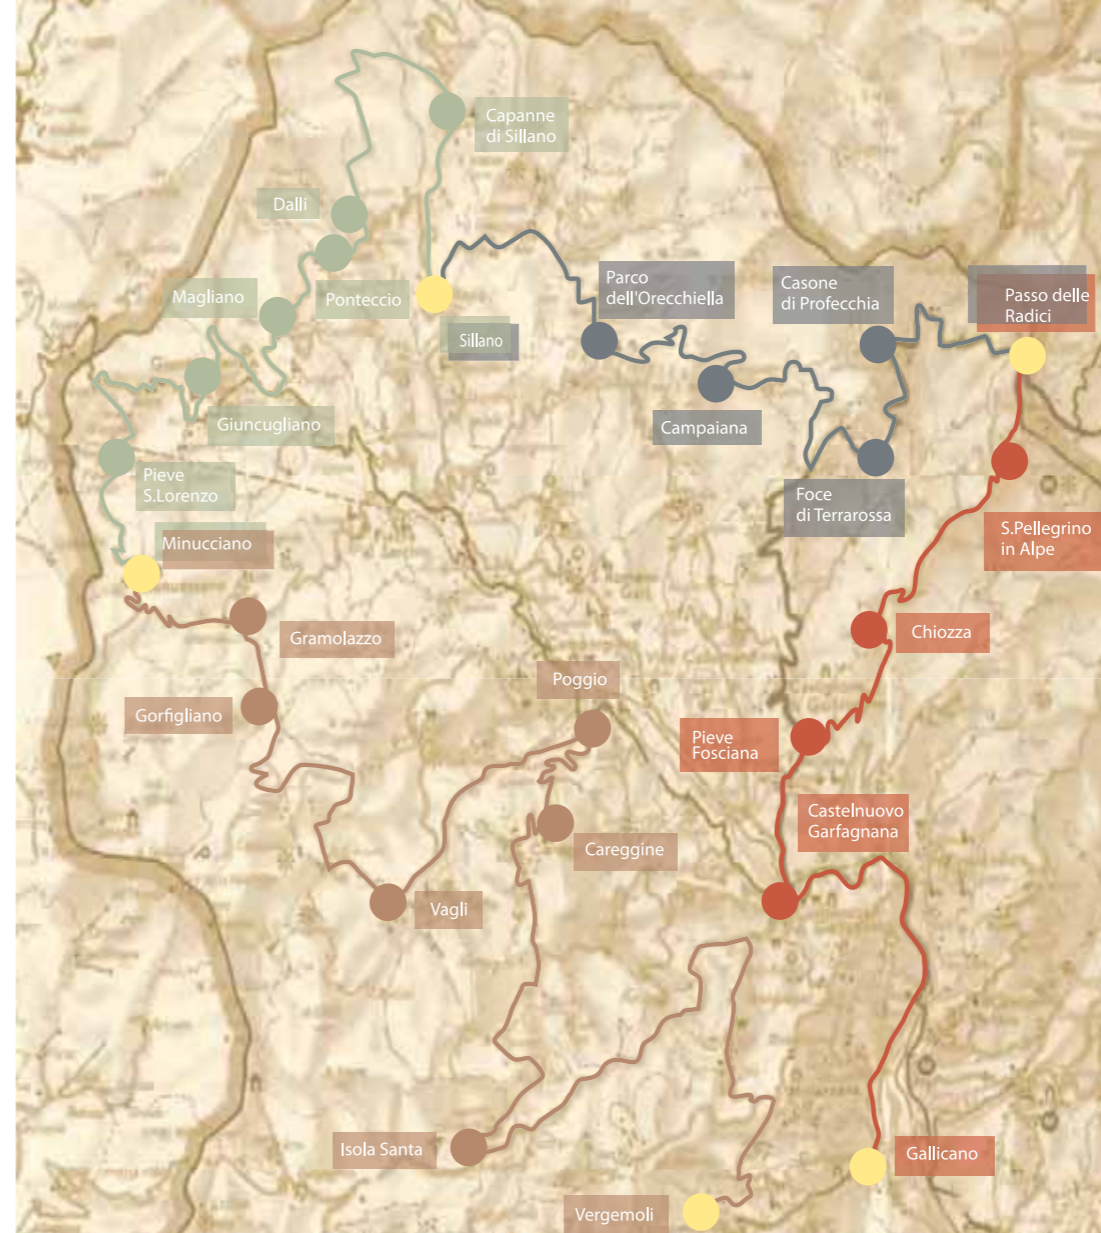 Capanne
di Sillano
Dalli
Magliano
Ponteccio
Sillano
Parco
dell'Orecchiella
Casone
di Profecchia
Passo delle
Radici
Giuncugliano
Campaiana
Pieve
S.Lorenzo
Foce
di Terrarossa
S.Pellegrino
in Alpe
Minucciano
Gramolazzo
Chiozza
Poggio
Gorfigliano
Pieve
Fosciana
Castelnuovo
Garfagnana
Careggine
Vagli
Isola Santa
Gallicano
Vergemoli